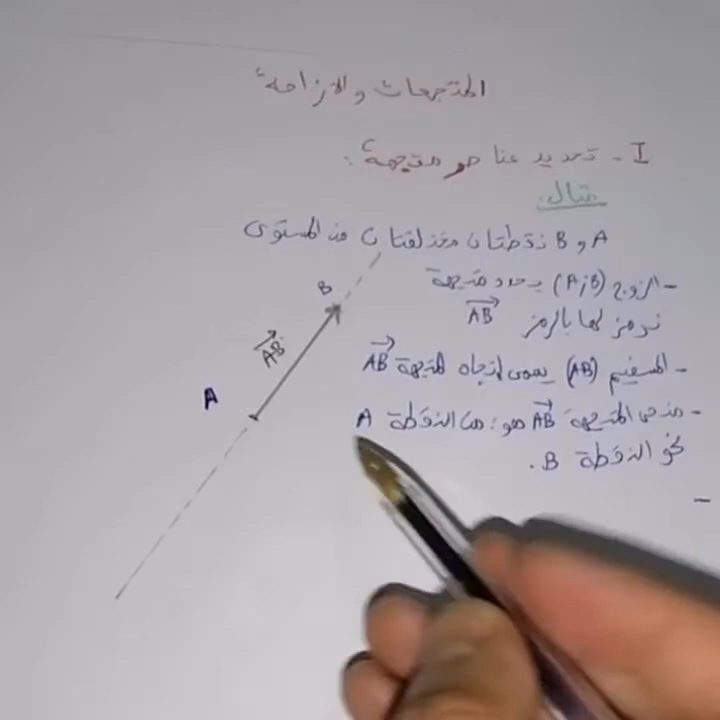 المتجهات والازاحة
I - تحديد عناصر متجهة:
مثال:
A و B نقطتان مختلفتان من المستوى
- الزوج (A;B) يحدد متجهة
نرمز لها بالرمز AB
- المستقيم (AB) يسمى اتجاه المتجهة AB
- منحى المتجهة AB هو: من النقطة A
نحو النقطة B.
-
B
AB
A